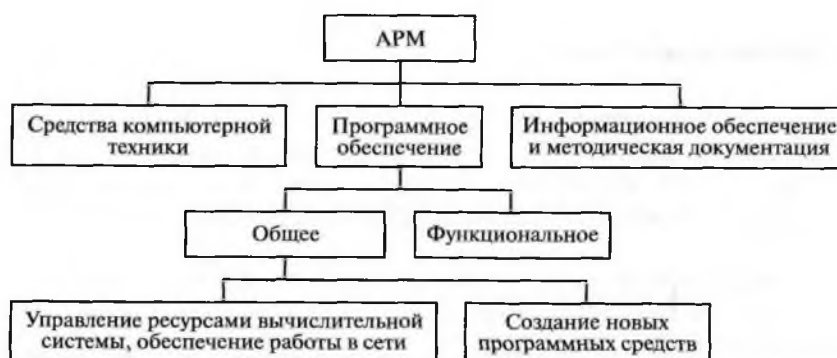 АРМ
Средства компьютерной
техники
Программное
обеспечение
Информационное обеспечение
и методическая документация
Общее
Функциональное
Управление ресурсами вычислительной
системы, обеспечение работы в сети
Создание новых
программных средств